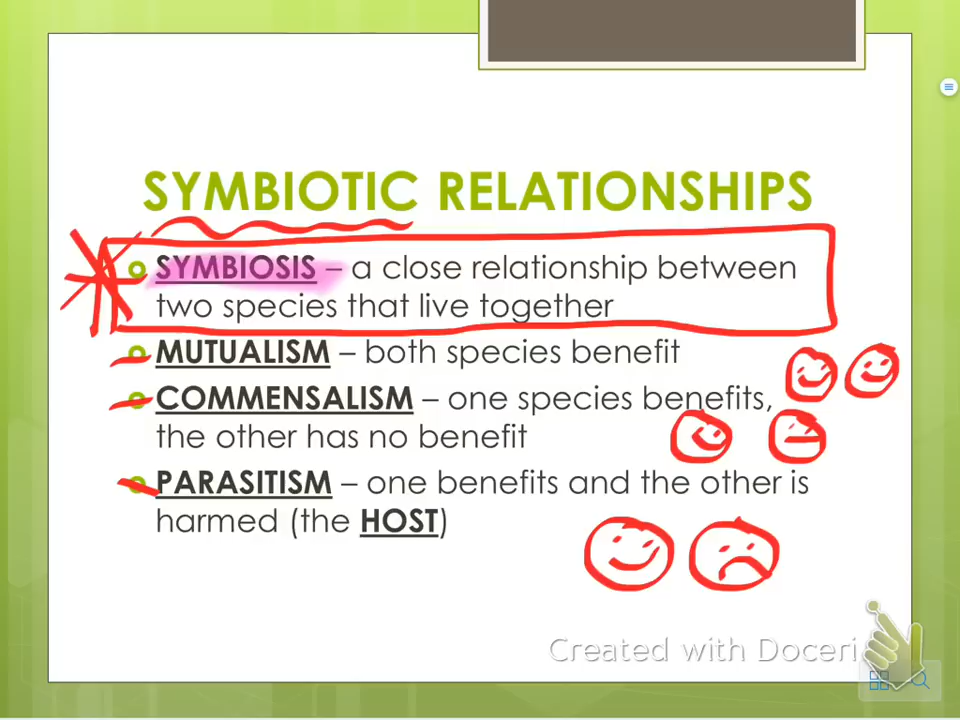 SYMBIOTIC RELATIONSHIPS
SYMBIOSIS – a close relationship between
two species that live together
MUTUALISM – both species benefit
COMMENSALISM – one species benefits,
the other has no benefit
PARASITISM – one benefits and the other is
harmed (the HOST)
Created with Doceri